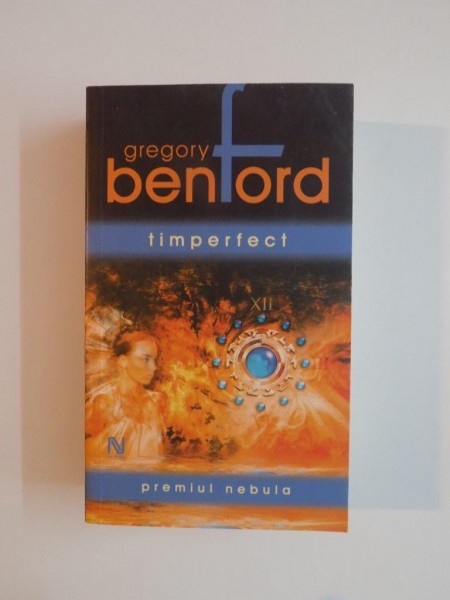 gregory
benford
timperfect
XII
N
premiul nebula